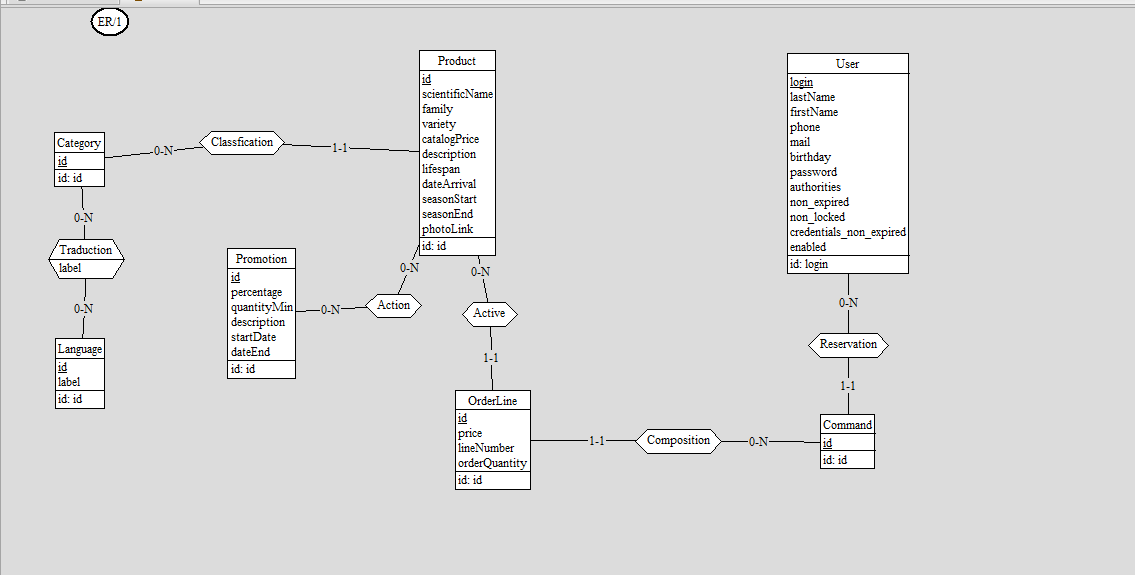 ER/1
Product
id
scientificName
family
variety
catalogPrice
description
lifespan
dateArrival
seasonStart
seasonEnd
photoLink
id: id
User
login
lastName
firstName
phone
mail
birthday
password
authorities
non_expired
non_locked
credentials_non_expired
enabled
id: login
Category
id
id: id
0-N
Classfication
1-1
0-N
Traduction
label
0-N
Language
id
label
id: id
Promotion
id
percentage
quantityMin
description
startDate
dateEnd
id: id
0-N
Action
0-N
0-N
Active
1-1
OrderLine
id
price
lineNumber
orderQuantity
id: id
1-1
Composition
0-N
0-N
Reservation
1-1
Command
id
id: id